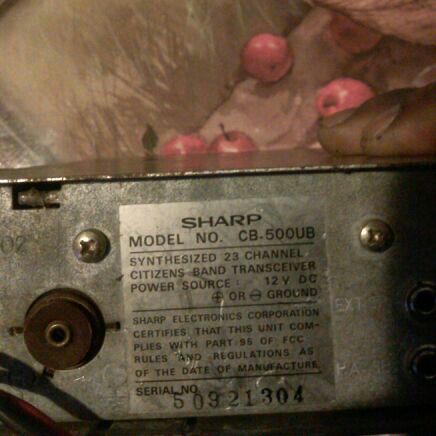 SHARP
MODEL NO. CB-500UB
SYNTHESIZED 23 CHANNEL
CITIZENS BAND TRANSCEIVER
POWER SOURCE: 12V DC
⊕ OR ⊖ GROUND
SHARP ELECTRONICS CORPORATION
CERTIFIES THAT THIS UNIT COM-
PLIES WITH PART 95 OF FCC
RULES AND REGULATIONS AS
OF THE DATE OF MANUFACTURE
SERIAL NO.
50921304
EXT